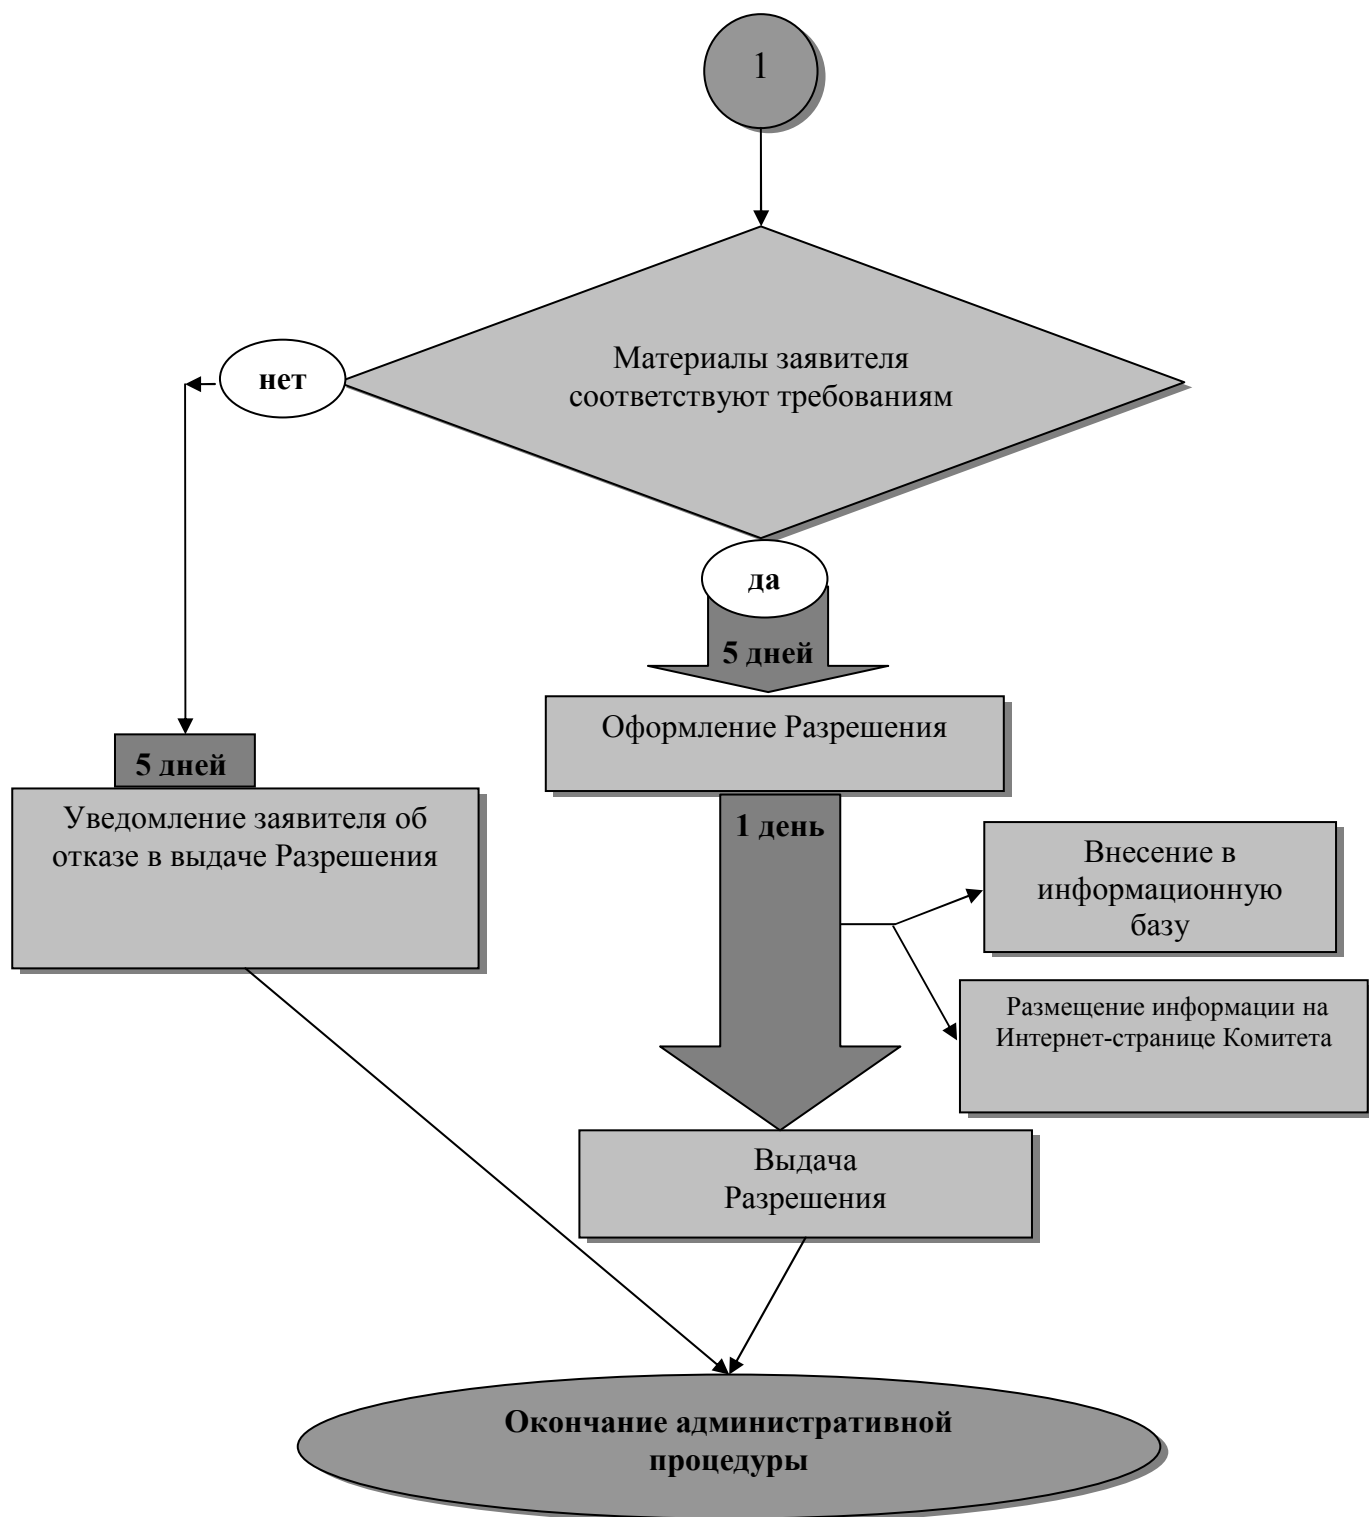 1
Материалы заявителя
соответствуют требованиям
нет
да
5 дней
Оформление Разрешения
5 дней
Уведомление заявителя об
отказе в выдаче Разрешения
1 день
Внесение в
информационную
базу
Размещение информации на
Интернет-странице Комитета
Выдача
Разрешения
Окончание административной
процедуры